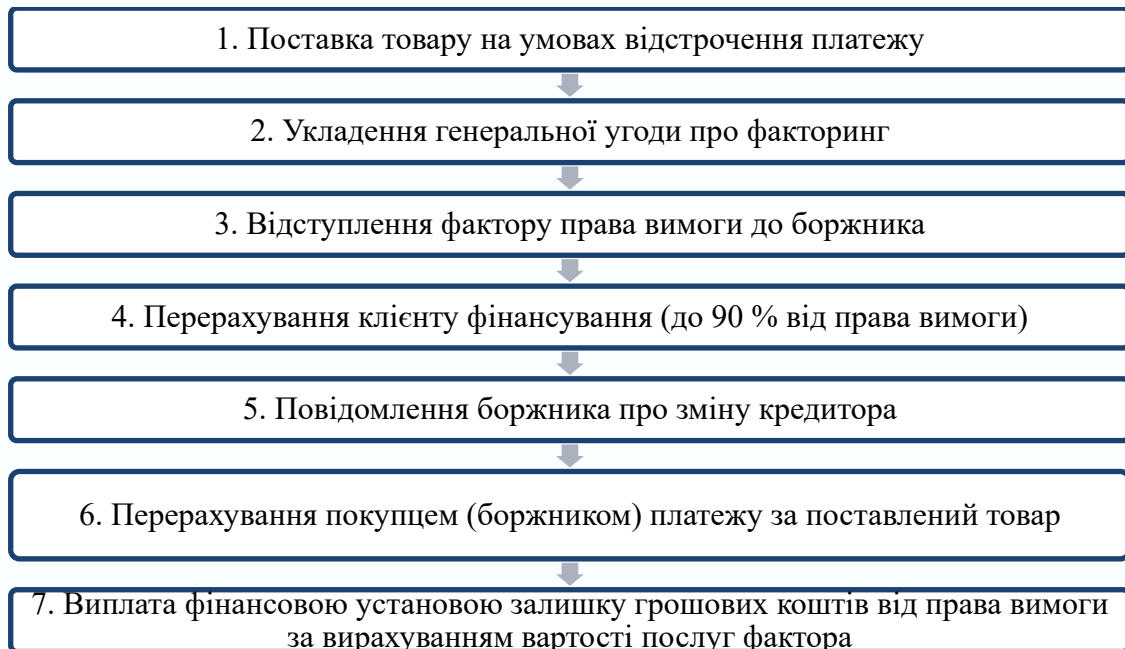 1. Поставка товару на умовах відстрочення платежу
2. Укладення генеральної угоди про факторинг
3. Відступлення фактору права вимоги до боржника
4. Перерахування клієнту фінансування (до 90 % від права вимоги)
5. Повідомлення боржника про зміну кредитора
6. Перерахування покупцем (боржником) платежу за поставлений товар
7. Виплата фінансовою установою залишку грошових коштів від права вимоги
за вирахуванням вартості послуг фактора